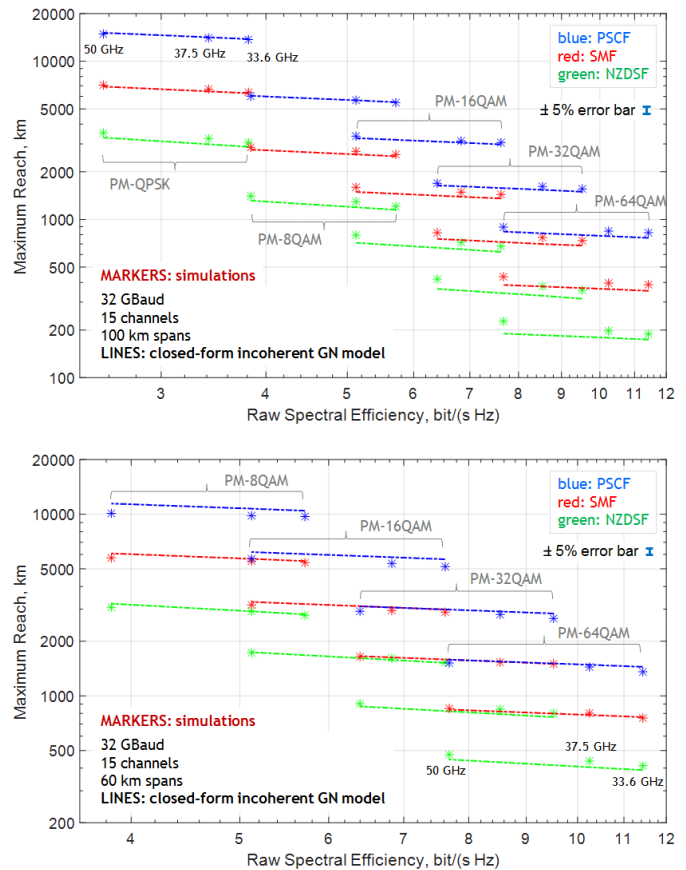 20000
10000
5000
2000
1000
500
200
100
Maximum Reach, km
50 GHz
37.5 GHz
33.6 GHz
blue: PSCF
red: SMF
green: NZDSF
± 5% error bar
PM-16QAM
PM-32QAM
PM-64QAM
PM-QPSK
PM-8QAM
MARKERS: simulations
32 GBaud
15 channels
100 km spans
LINES: closed-form incoherent GN model
3 4 5 6 7 8 9 10 11 12
Raw Spectral Efficiency, bit/(s Hz)
20000
10000
5000
2000
1000
500
200
Maximum Reach, km
PM-8QAM
blue: PSCF
red: SMF
green: NZDSF
± 5% error bar
PM-16QAM
PM-32QAM
PM-64QAM
MARKERS: simulations
32 GBaud
15 channels
60 km spans
LINES: closed-form incoherent GN model
50 GHz
37.5 GHz
33.6 GHz
4 5 6 7 8 9 10 11 12
Raw Spectral Efficiency, bit/(s Hz)